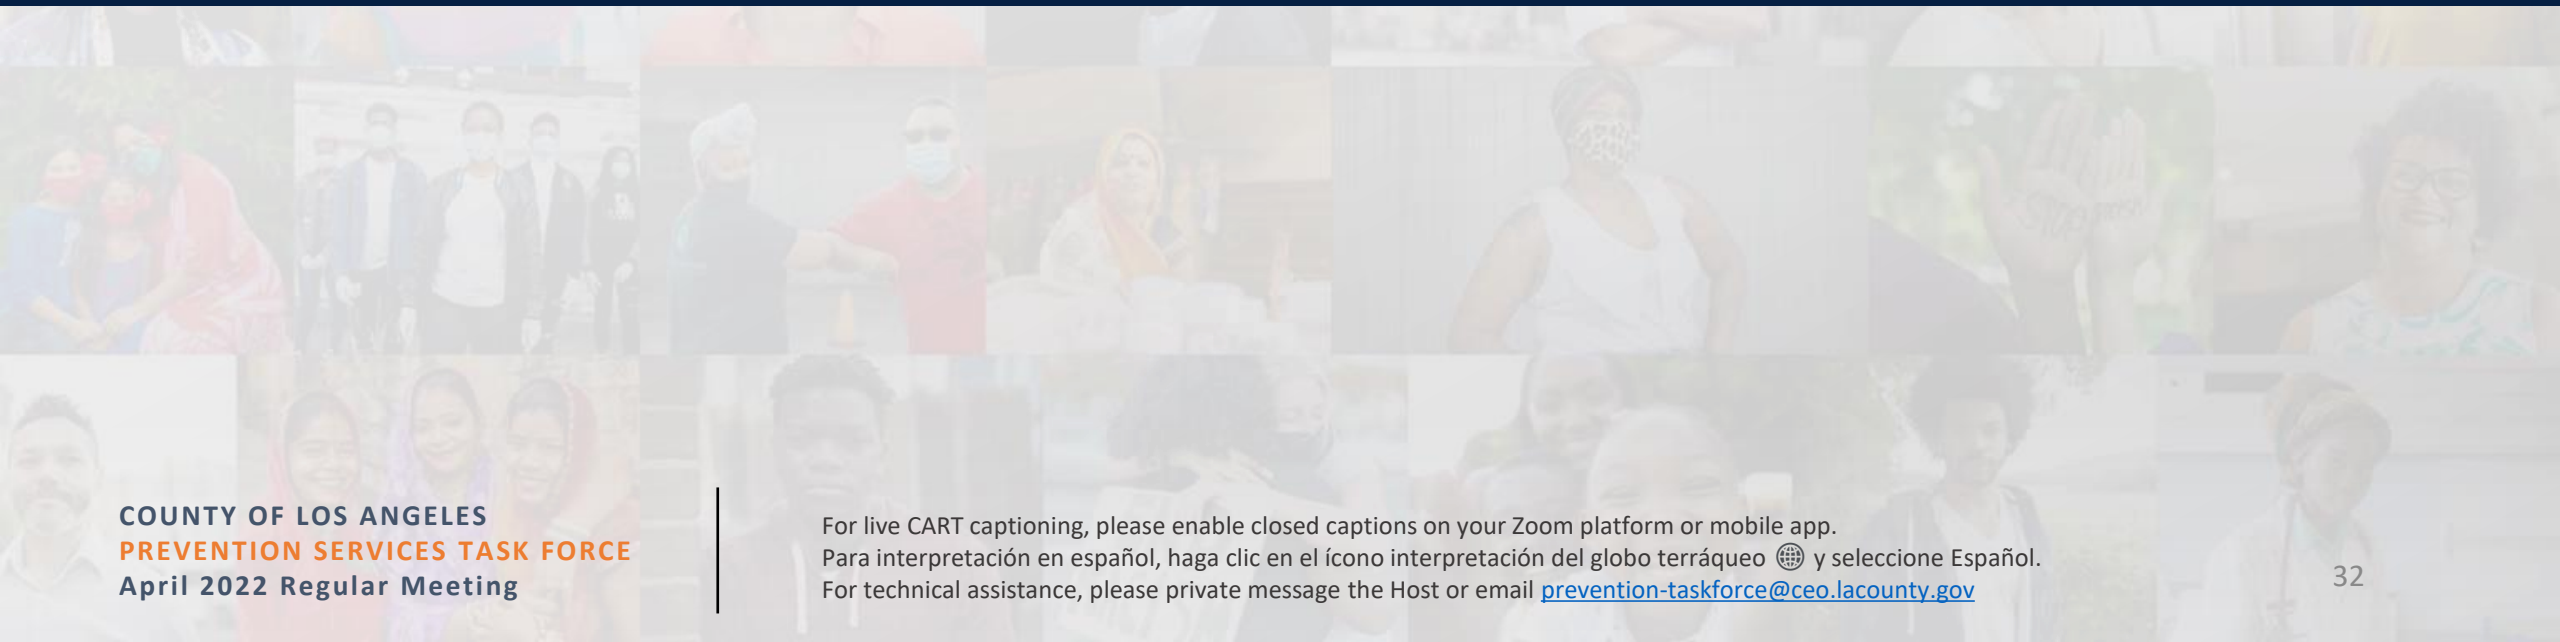 COUNTY OF LOS ANGELES
PREVENTION SERVICES TASK FORCE
April 2022 Regular Meeting
For live CART captioning, please enable closed captions on your Zoom platform or mobile app.
Para interpretación en español, haga clic en el ícono interpretación del globo terráqueo y seleccione Español.
For technical assistance, please private message the Host or email prevention-taskforce@ceo.lacounty.gov
32